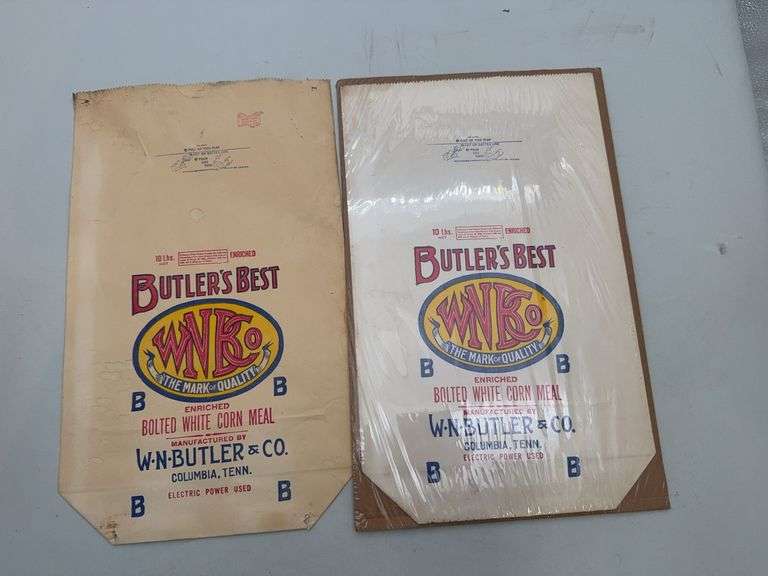 10 Lbs. ENRICHED
NET
BUTLER'S BEST
WNBCo
THE MARK OF QUALITY
B B
ENRICHED
BOLTED WHITE CORN MEAL
MANUFACTURED BY
W·N·BUTLER & CO.
COLUMBIA, TENN.
ELECTRIC POWER USED
B B
10 Lbs. ENRICHED
NET
BUTLER'S BEST
WNBCo
THE MARK OF QUALITY
B B
ENRICHED
BOLTED WHITE CORN MEAL
MANUFACTURED BY
W·N·BUTLER & CO.
COLUMBIA, TENN.
ELECTRIC POWER USED
B B